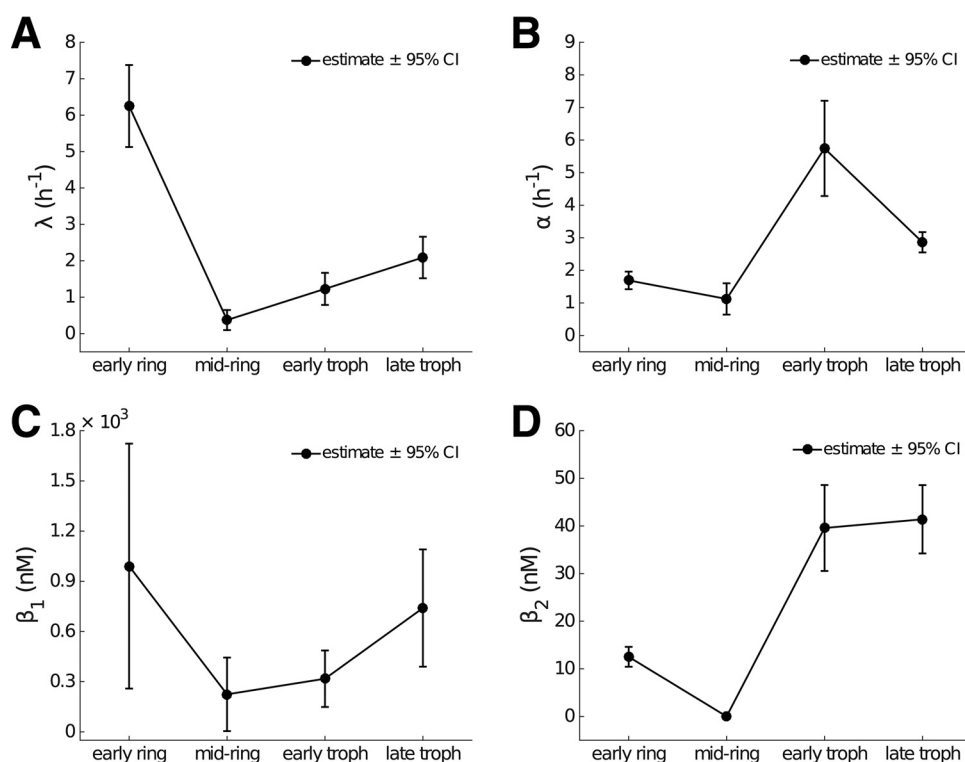 A
8
7
6
5
4
3
2
1
0
λ (h⁻¹)
estimate ± 95% CI
early ring mid-ring early troph late troph
B
9
8
7
6
5
4
3
2
1
0
α (h⁻¹)
estimate ± 95% CI
early ring mid-ring early troph late troph
C
× 10³
1.8
1.5
1.2
0.9
0.6
0.3
0
β₁ (nM)
estimate ± 95% CI
early ring mid-ring early troph late troph
D
60
50
40
30
20
10
0
β₂ (nM)
estimate ± 95% CI
early ring mid-ring early troph late troph